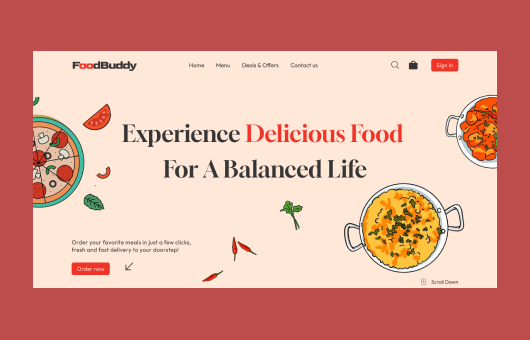 FoodBuddy
Home Menu Deals & Offers Contact us
Sign in
Experience Delicious Food
For A Balanced Life
Order your favorite meals in just a few clicks,
fresh and fast delivery to your doorstep!
Order now
Scroll Down